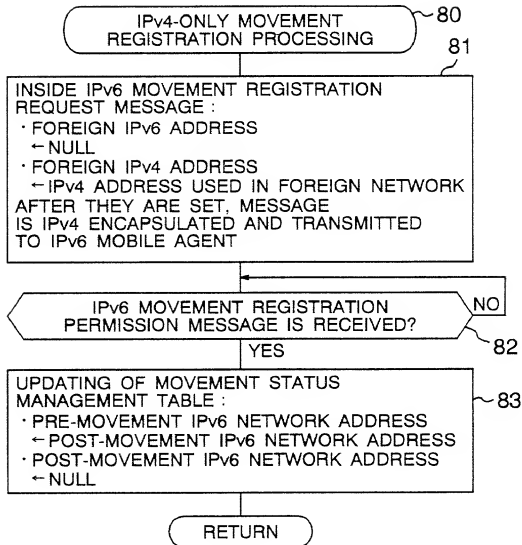 IPv4-ONLY MOVEMENT
REGISTRATION PROCESSING
80
81
INSIDE IPv6 MOVEMENT REGISTRATION
REQUEST MESSAGE :
· FOREIGN IPv6 ADDRESS
←NULL
· FOREIGN IPv4 ADDRESS
←IPv4 ADDRESS USED IN FOREIGN NETWORK
AFTER THEY ARE SET, MESSAGE
IS IPv4 ENCAPSULATED AND TRANSMITTED
TO IPv6 MOBILE AGENT
IPv6 MOVEMENT REGISTRATION
PERMISSION MESSAGE IS RECEIVED?
NO
82
YES
UPDATING OF MOVEMENT STATUS
MANAGEMENT TABLE :
· PRE-MOVEMENT IPv6 NETWORK ADDRESS
←POST-MOVEMENT IPv6 NETWORK ADDRESS
· POST-MOVEMENT IPv6 NETWORK ADDRESS
←NULL
83
RETURN